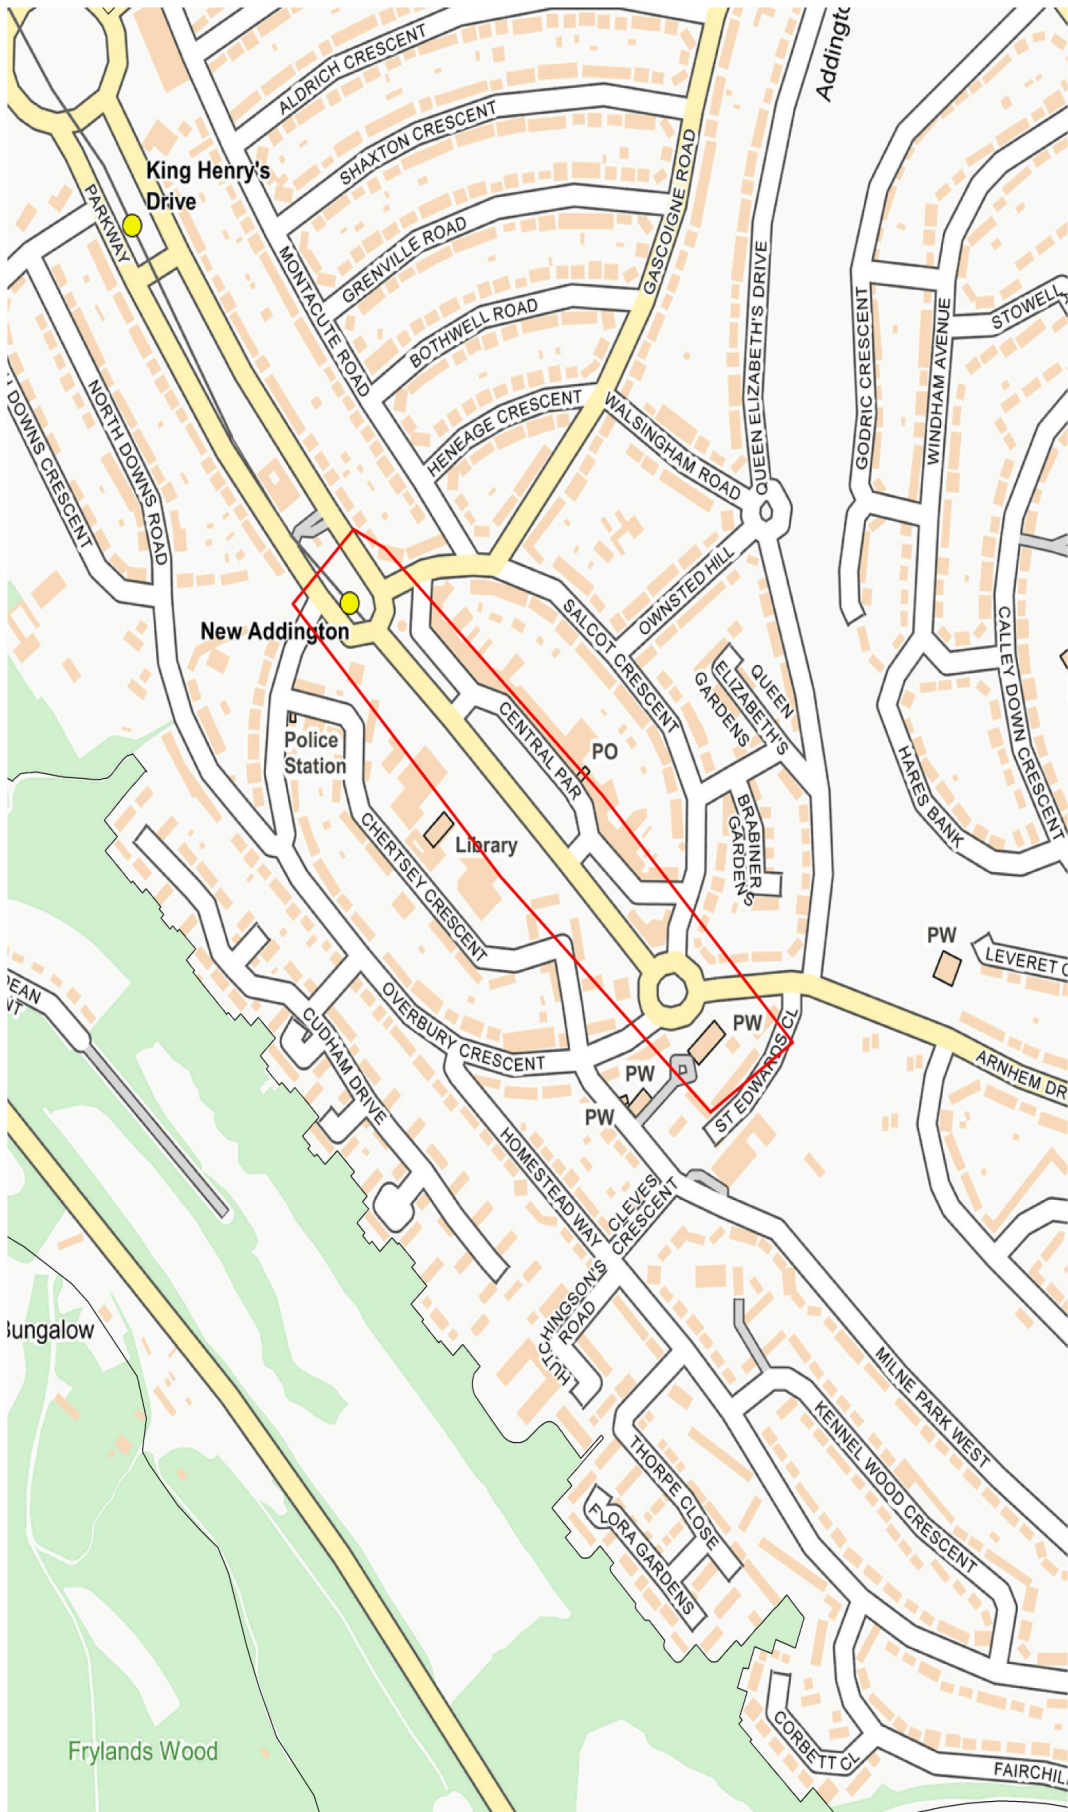 ALDRICH CRESCENT
Addingto
SHAXTON CRESCENT
King Henry's
Drive
PARKWAY
GASCOIGNE ROAD
GRENVILLE ROAD
MONTACUTE ROAD
QUEEN ELIZABETH'S DRIVE
BOTHWELL ROAD
STOWELL
GODRIC CRESCENT
WINDHAM AVENUE
DOWNS CRESCENT
NORTH DOWNS ROAD
HENEAGE CRESCENT
WALSINGHAM ROAD
OWNSTED HILL
SALCOT CRESCENT
New Addington
CALLEY DOWN CRESCENT
QUEEN
ELIZABETH'S
GARDENS
CENTRAL PAR
PO
Police
Station
HARES BANK
BRABINER
GARDENS
CHERTSEY CRESCENT
Library
PW
LEVERET C
DEAN
NT
OVERBURY CRESCENT
CUDHAM DRIVE
PW
ST EDWARDS CL
ARNHEM DR
PW
PW
HOMESTEAD WAY
CLEVES
CRESCENT
HUTCHINGSON'S
ROAD
Bungalow
MILNE PARK WEST
KENNEL WOOD CRESCENT
THORPE CLOSE
FLORA GARDENS
Frylands Wood
CORBETT CL
FAIRCHIL